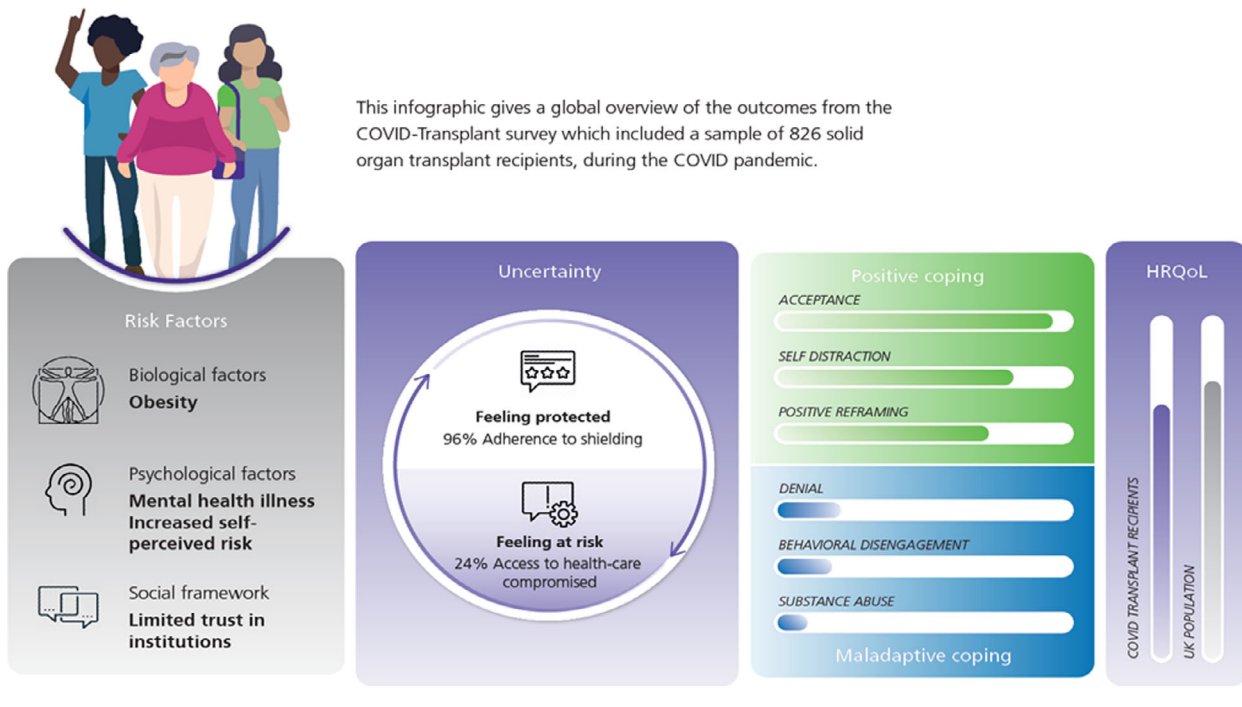 This infographic gives a global overview of the outcomes from the
COVID-Transplant survey which included a sample of 826 solid
organ transplant recipients, during the COVID pandemic.
Risk Factors
Biological factors
Obesity
Psychological factors
Mental health illness
Increased self-
perceived risk
Social framework
Limited trust in
institutions
Uncertainty
Feeling protected
96% Adherence to shielding
Feeling at risk
24% Access to health-care
compromised
Positive coping
ACCEPTANCE
SELF DISTRACTION
POSITIVE REFRAMING
DENIAL
BEHAVIORAL DISENGAGEMENT
SUBSTANCE ABUSE
Maladaptive coping
HRQoL
COVID TRANSPLANT RECIPIENTS
UK POPULATION